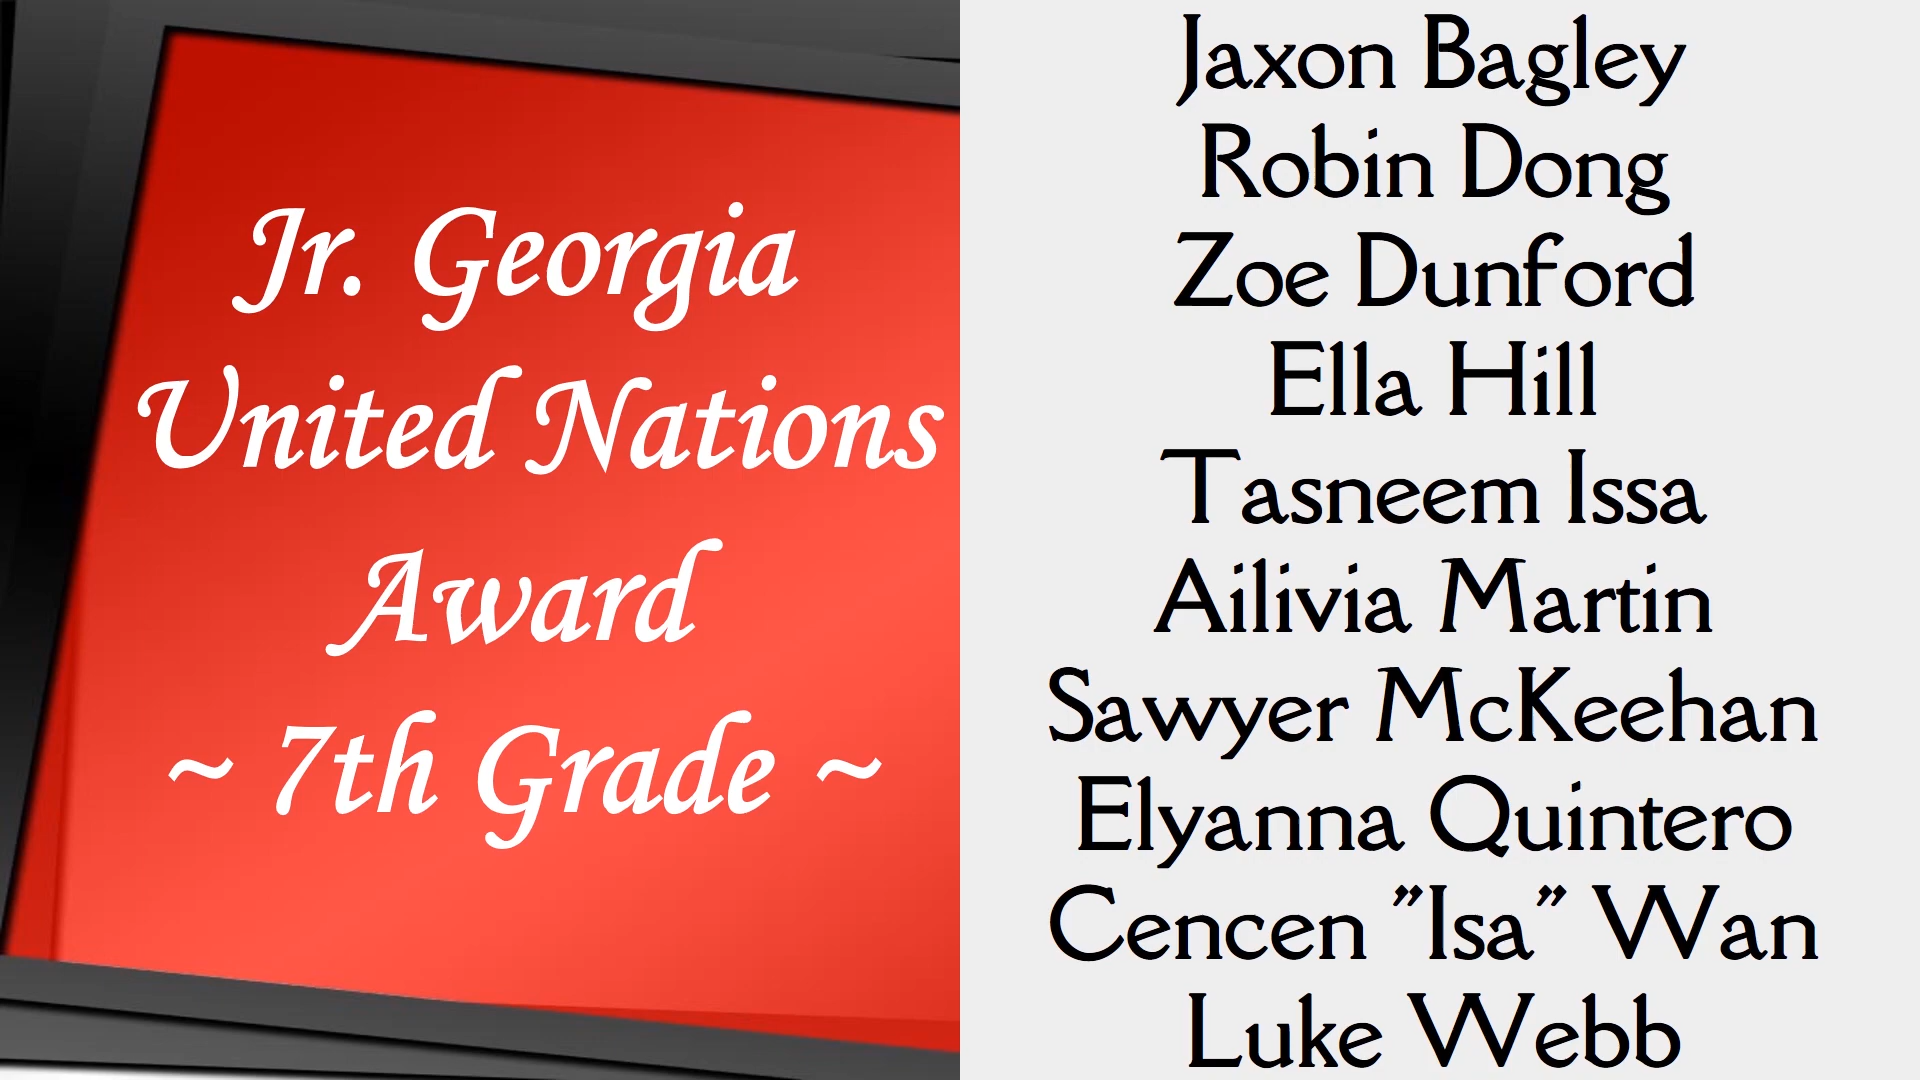 Jr. Georgia
United Nations
Award
~ 7th Grade ~
Jaxon Bagley
Robin Dong
Zoe Dunford
Ella Hill
Tasneem Issa
Ailivia Martin
Sawyer McKeehan
Elyanna Quintero
Cencen "Isa" Wan
Luke Webb